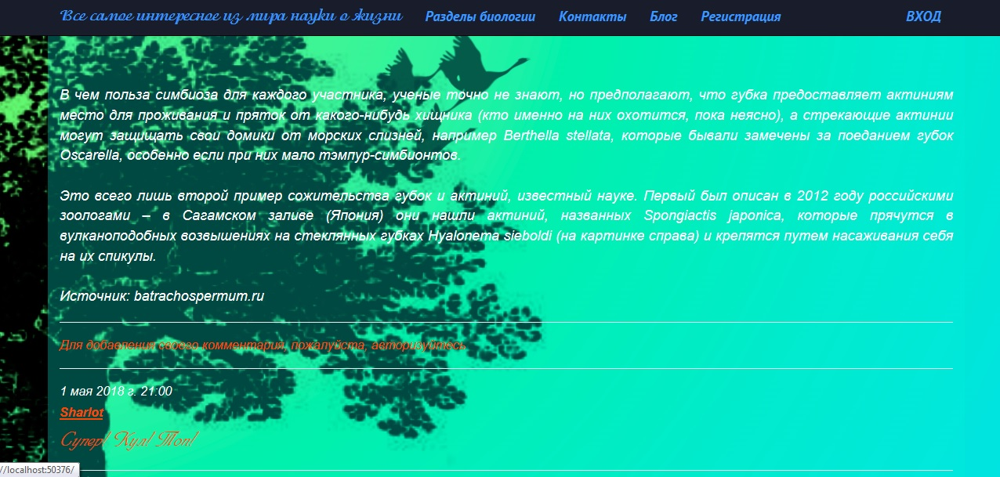 Все самое интересное из мира науки о жизни Разделы биологии Контакты Блог Регистрация ВХОД
В чем польза симбиоза для каждого участника, ученые точно не знают, но предполагают, что губка предоставляет актиниям
место для проживания и пряток от какого-нибудь хищника (кто именно на них охотится, пока неясно), а стрекающие актинии
могут защищать свои домики от морских слизней, например Berthella stellata, которые бывали замечены за поеданием губок
Oscarella, особенно если при них мало тэмпур-симбионтов.
Это всего лишь второй пример сожительства губок и актиний, известный науке. Первый был описан в 2012 году российскими
зоологами – в Сагамском заливе (Япония) они нашли актиний, названных Spongiactis japonica, которые прячутся в
вулканоподобных возвышениях на стеклянных губках Hyalonema sieboldi (на картинке справа) и крепятся путем насаживания себя
на их спикулы.
Источник: batrachospermum.ru
Для добавления своего комментария, пожалуйста, авторизуйтесь
1 мая 2018 г. 21:00
Sharlot
Супер! Кул! Топ!
//localhost:50376/